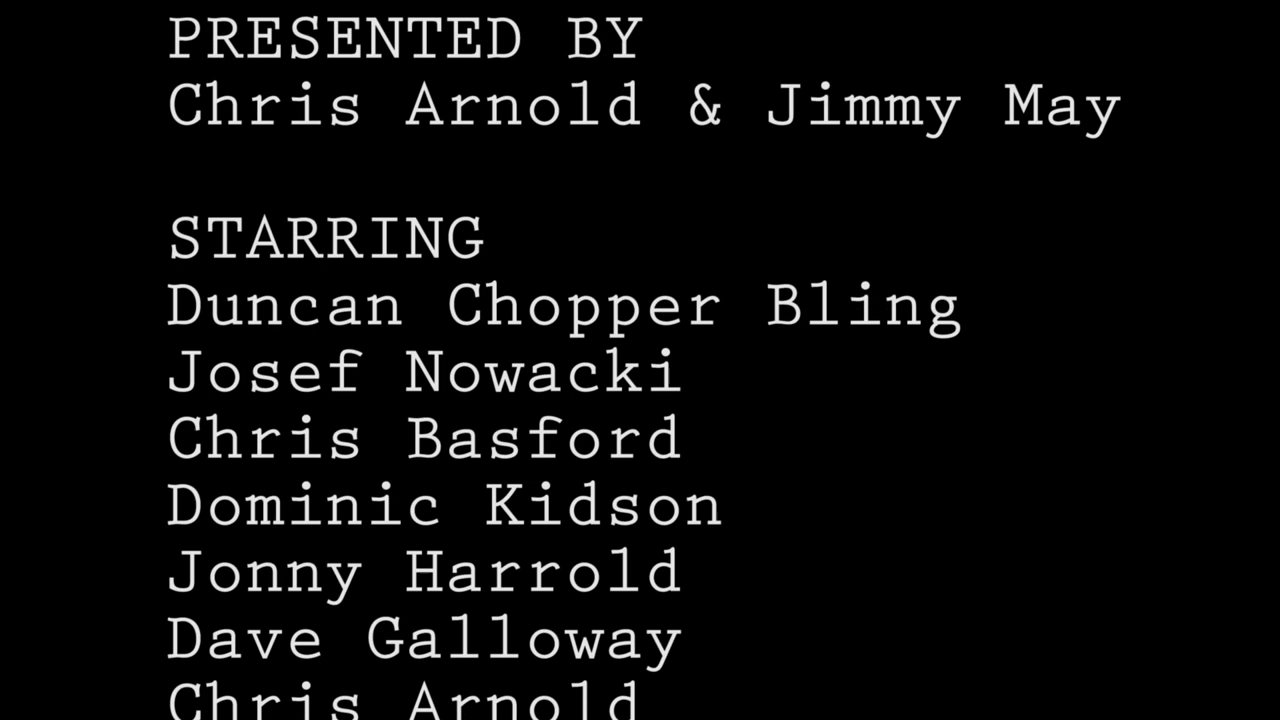 PRESENTED BY
Chris Arnold & Jimmy May
STARRING
Duncan Chopper Bling
Josef Nowacki
Chris Basford
Dominic Kidson
Jonny Harrold
Dave Galloway
Chris Arnold